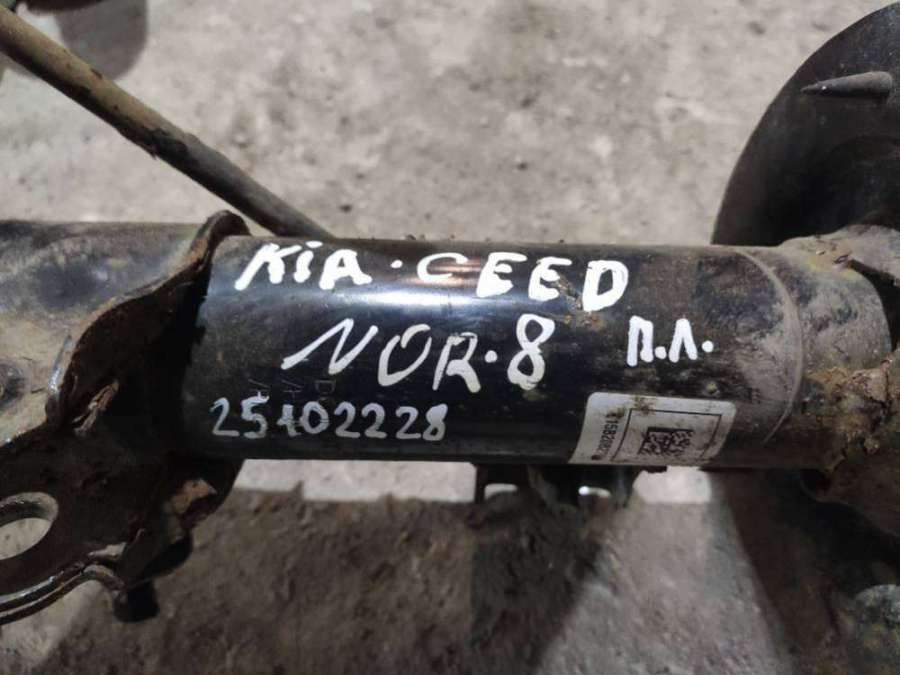 KiA · CEED
NOR·8 П.Л.
25102228